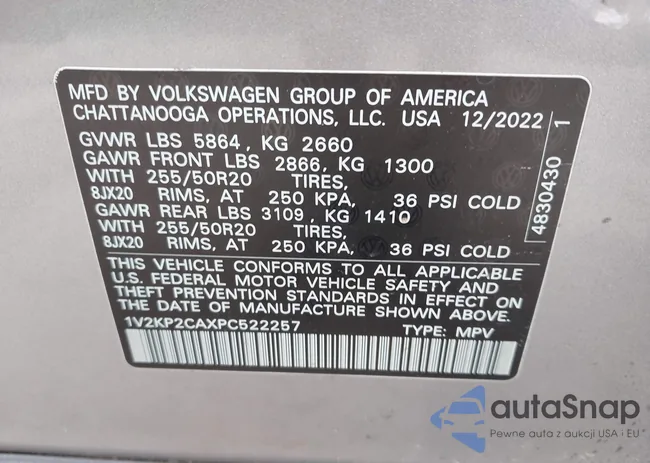 MFD BY VOLKSWAGEN GROUP OF AMERICA
CHATTANOOGA OPERATIONS, LLC. USA 12/2022
GVWR LBS 5864, KG 2660
GAWR FRONT LBS 2866, KG 1300
WITH 255/50R20 TIRES,
8JX20 RIMS, AT 250 KPA, 36 PSI COLD
GAWR REAR LBS 3109, KG 1410
WITH 255/50R20 TIRES,
8JX20 RIMS, AT 250 KPA, 36 PSI COLD
THIS VEHICLE CONFORMS TO ALL APPLICABLE
U.S. FEDERAL MOTOR VEHICLE SAFETY AND
THEFT PREVENTION STANDARDS IN EFFECT ON
THE DATE OF MANUFACTURE SHOWN ABOVE.
1V2KP2CAXPC522257 TYPE: MPV
4830430 1
autaSnap
Pewne auta z aukcji USA i EU